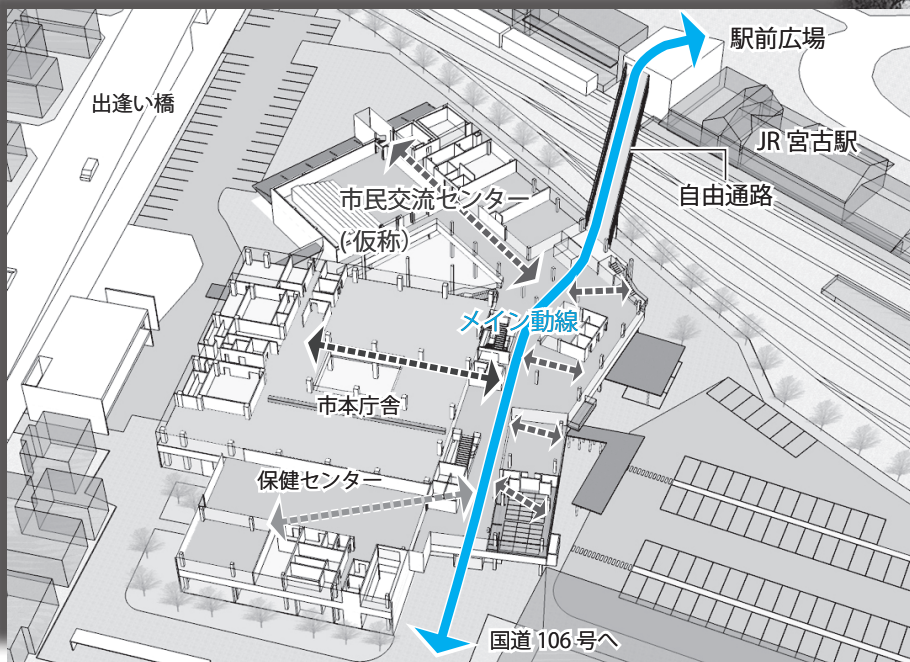 駅前広場
出逢い橋
JR 宮古駅
自由通路
市民交流センター
(仮称)
メイン動線
市本庁舎
保健センター
国道 106 号へ